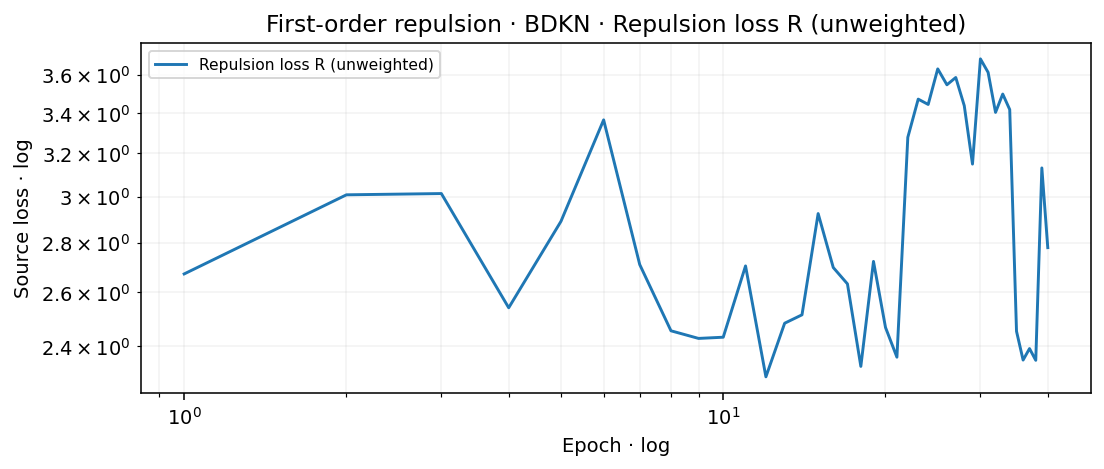 First-order repulsion · BDKN · Repulsion loss R (unweighted)
Repulsion loss R (unweighted)
Source loss · log
3.6 × 10⁰
3.4 × 10⁰
3.2 × 10⁰
3 × 10⁰
2.8 × 10⁰
2.6 × 10⁰
2.4 × 10⁰
10⁰ 10¹
Epoch · log